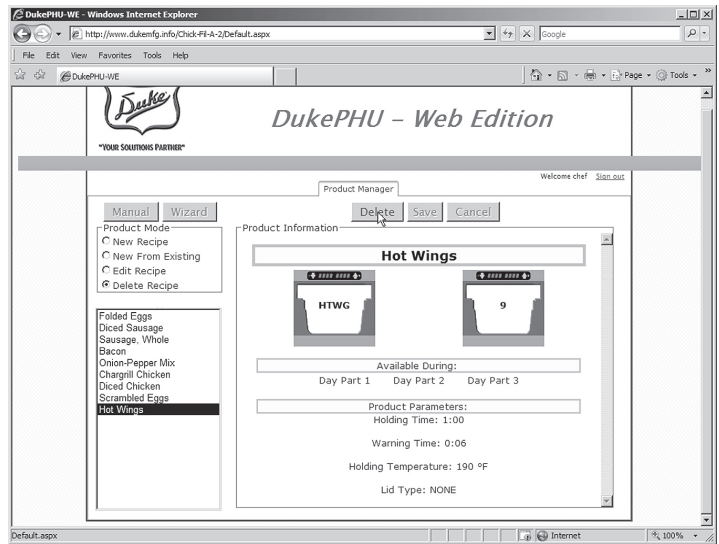 DukePHU-WE - Windows Internet Explorer
http://www.dukemfg.info/Chick-Fil-A-2/Default.aspx
Google
File Edit View Favorites Tools Help
DukePHU-WE
Page Tools
Duke
"YOUR SOLUTIONS PARTNER"
DukePHU – Web Edition
Welcome chef Sign out
Product Manager
Manual Wizard Delete Save Cancel
Product Mode
New Recipe
New From Existing
Edit Recipe
Delete Recipe
Folded Eggs
Diced Sausage
Sausage, Whole
Bacon
Onion-Pepper Mix
Chargrill Chicken
Diced Chicken
Scrambled Eggs
Hot Wings
Product Information
Hot Wings
HTWG 9
Available During:
Day Part 1 Day Part 2 Day Part 3
Product Parameters:
Holding Time: 1:00
Warning Time: 0:06
Holding Temperature: 190 ºF
Lid Type: NONE
Default.aspx Internet 100%